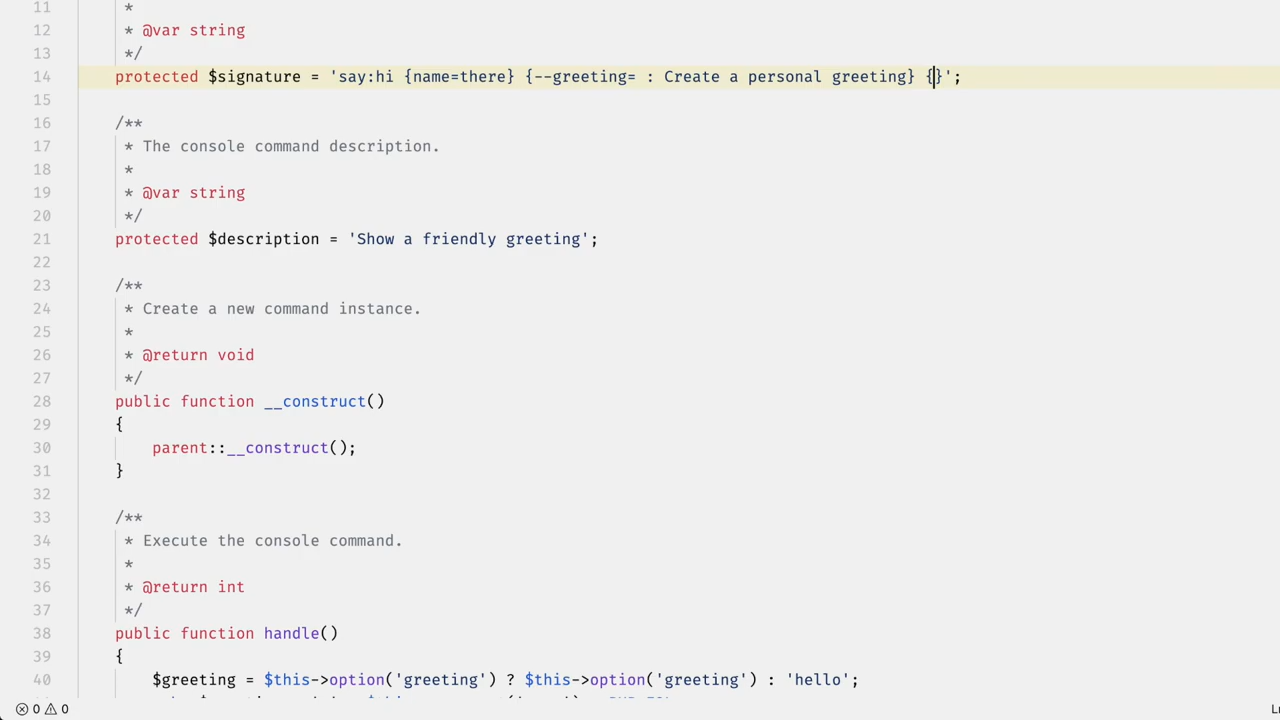 11 *
12 * @var string
13 */
14 protected $signature = 'say:hi {name=there} {--greeting= : Create a personal greeting} {}';
15
16 /**
17 * The console command description.
18 *
19 * @var string
20 */
21 protected $description = 'Show a friendly greeting';
22
23 /**
24 * Create a new command instance.
25 *
26 * @return void
27 */
28 public function __construct()
29 {
30 parent::__construct();
31 }
32
33 /**
34 * Execute the console command.
35 *
36 * @return int
37 */
38 public function handle()
39 {
40 $greeting = $this->option('greeting') ? $this->option('greeting') : 'hello';
0 0 Ln